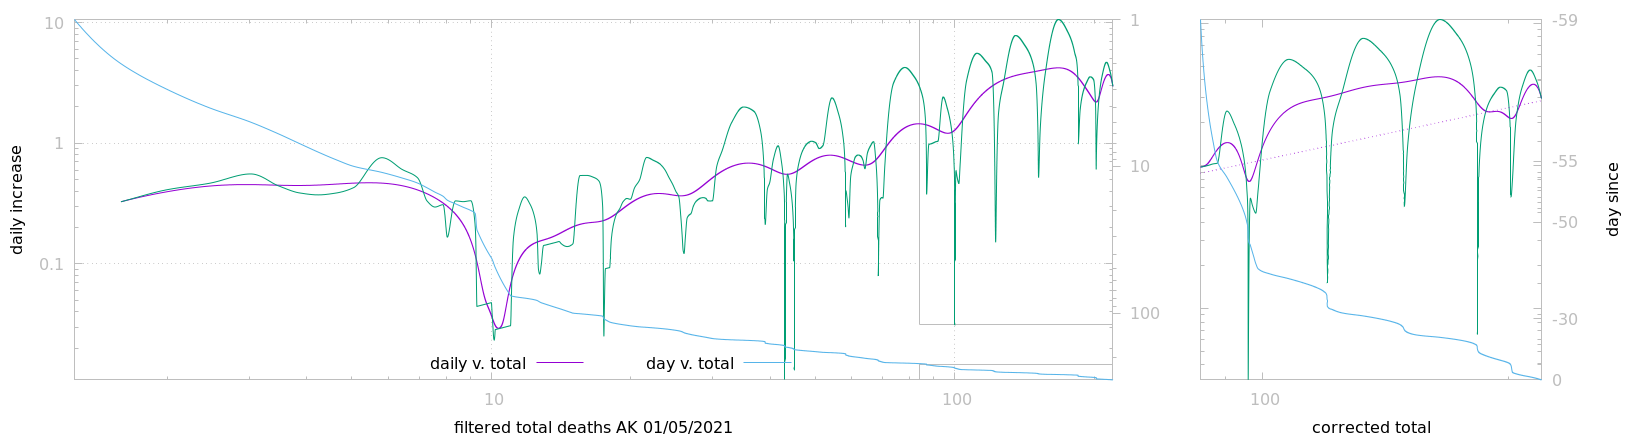 10
1
0.1
daily increase
daily v. total
day v. total
10
100
filtered total deaths AK 01/05/2021
1
10
100
100
corrected total
-59
-55
-50
-30
0
day since